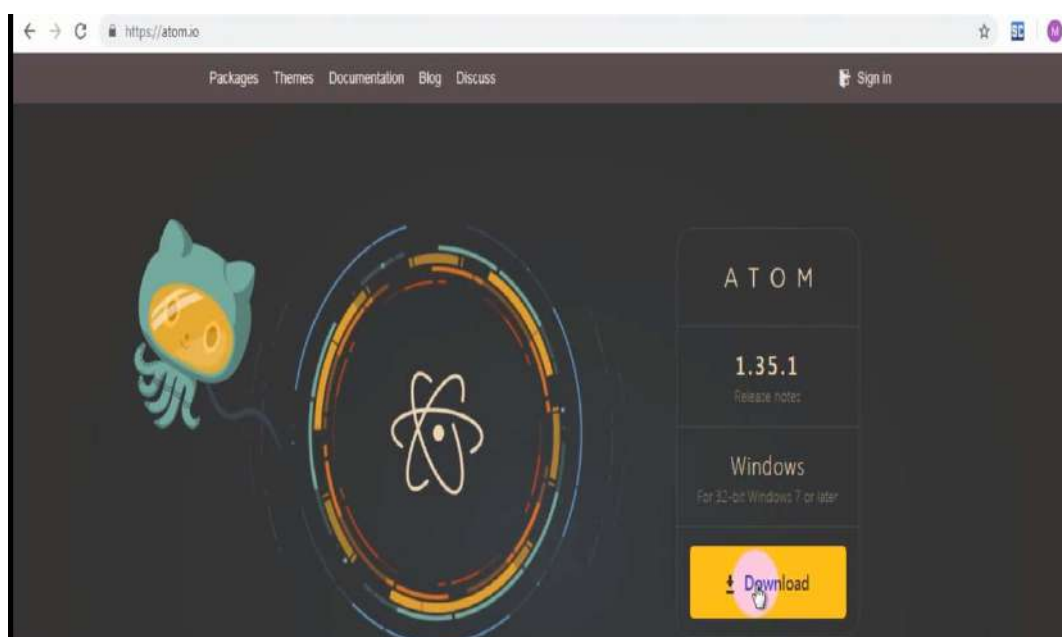 https://atom.io
SC
M
Packages Themes Documentation Blog Discuss
Sign in
ATOM
1.35.1
Release notes
Windows
For 32-bit Windows 7 or later
Download